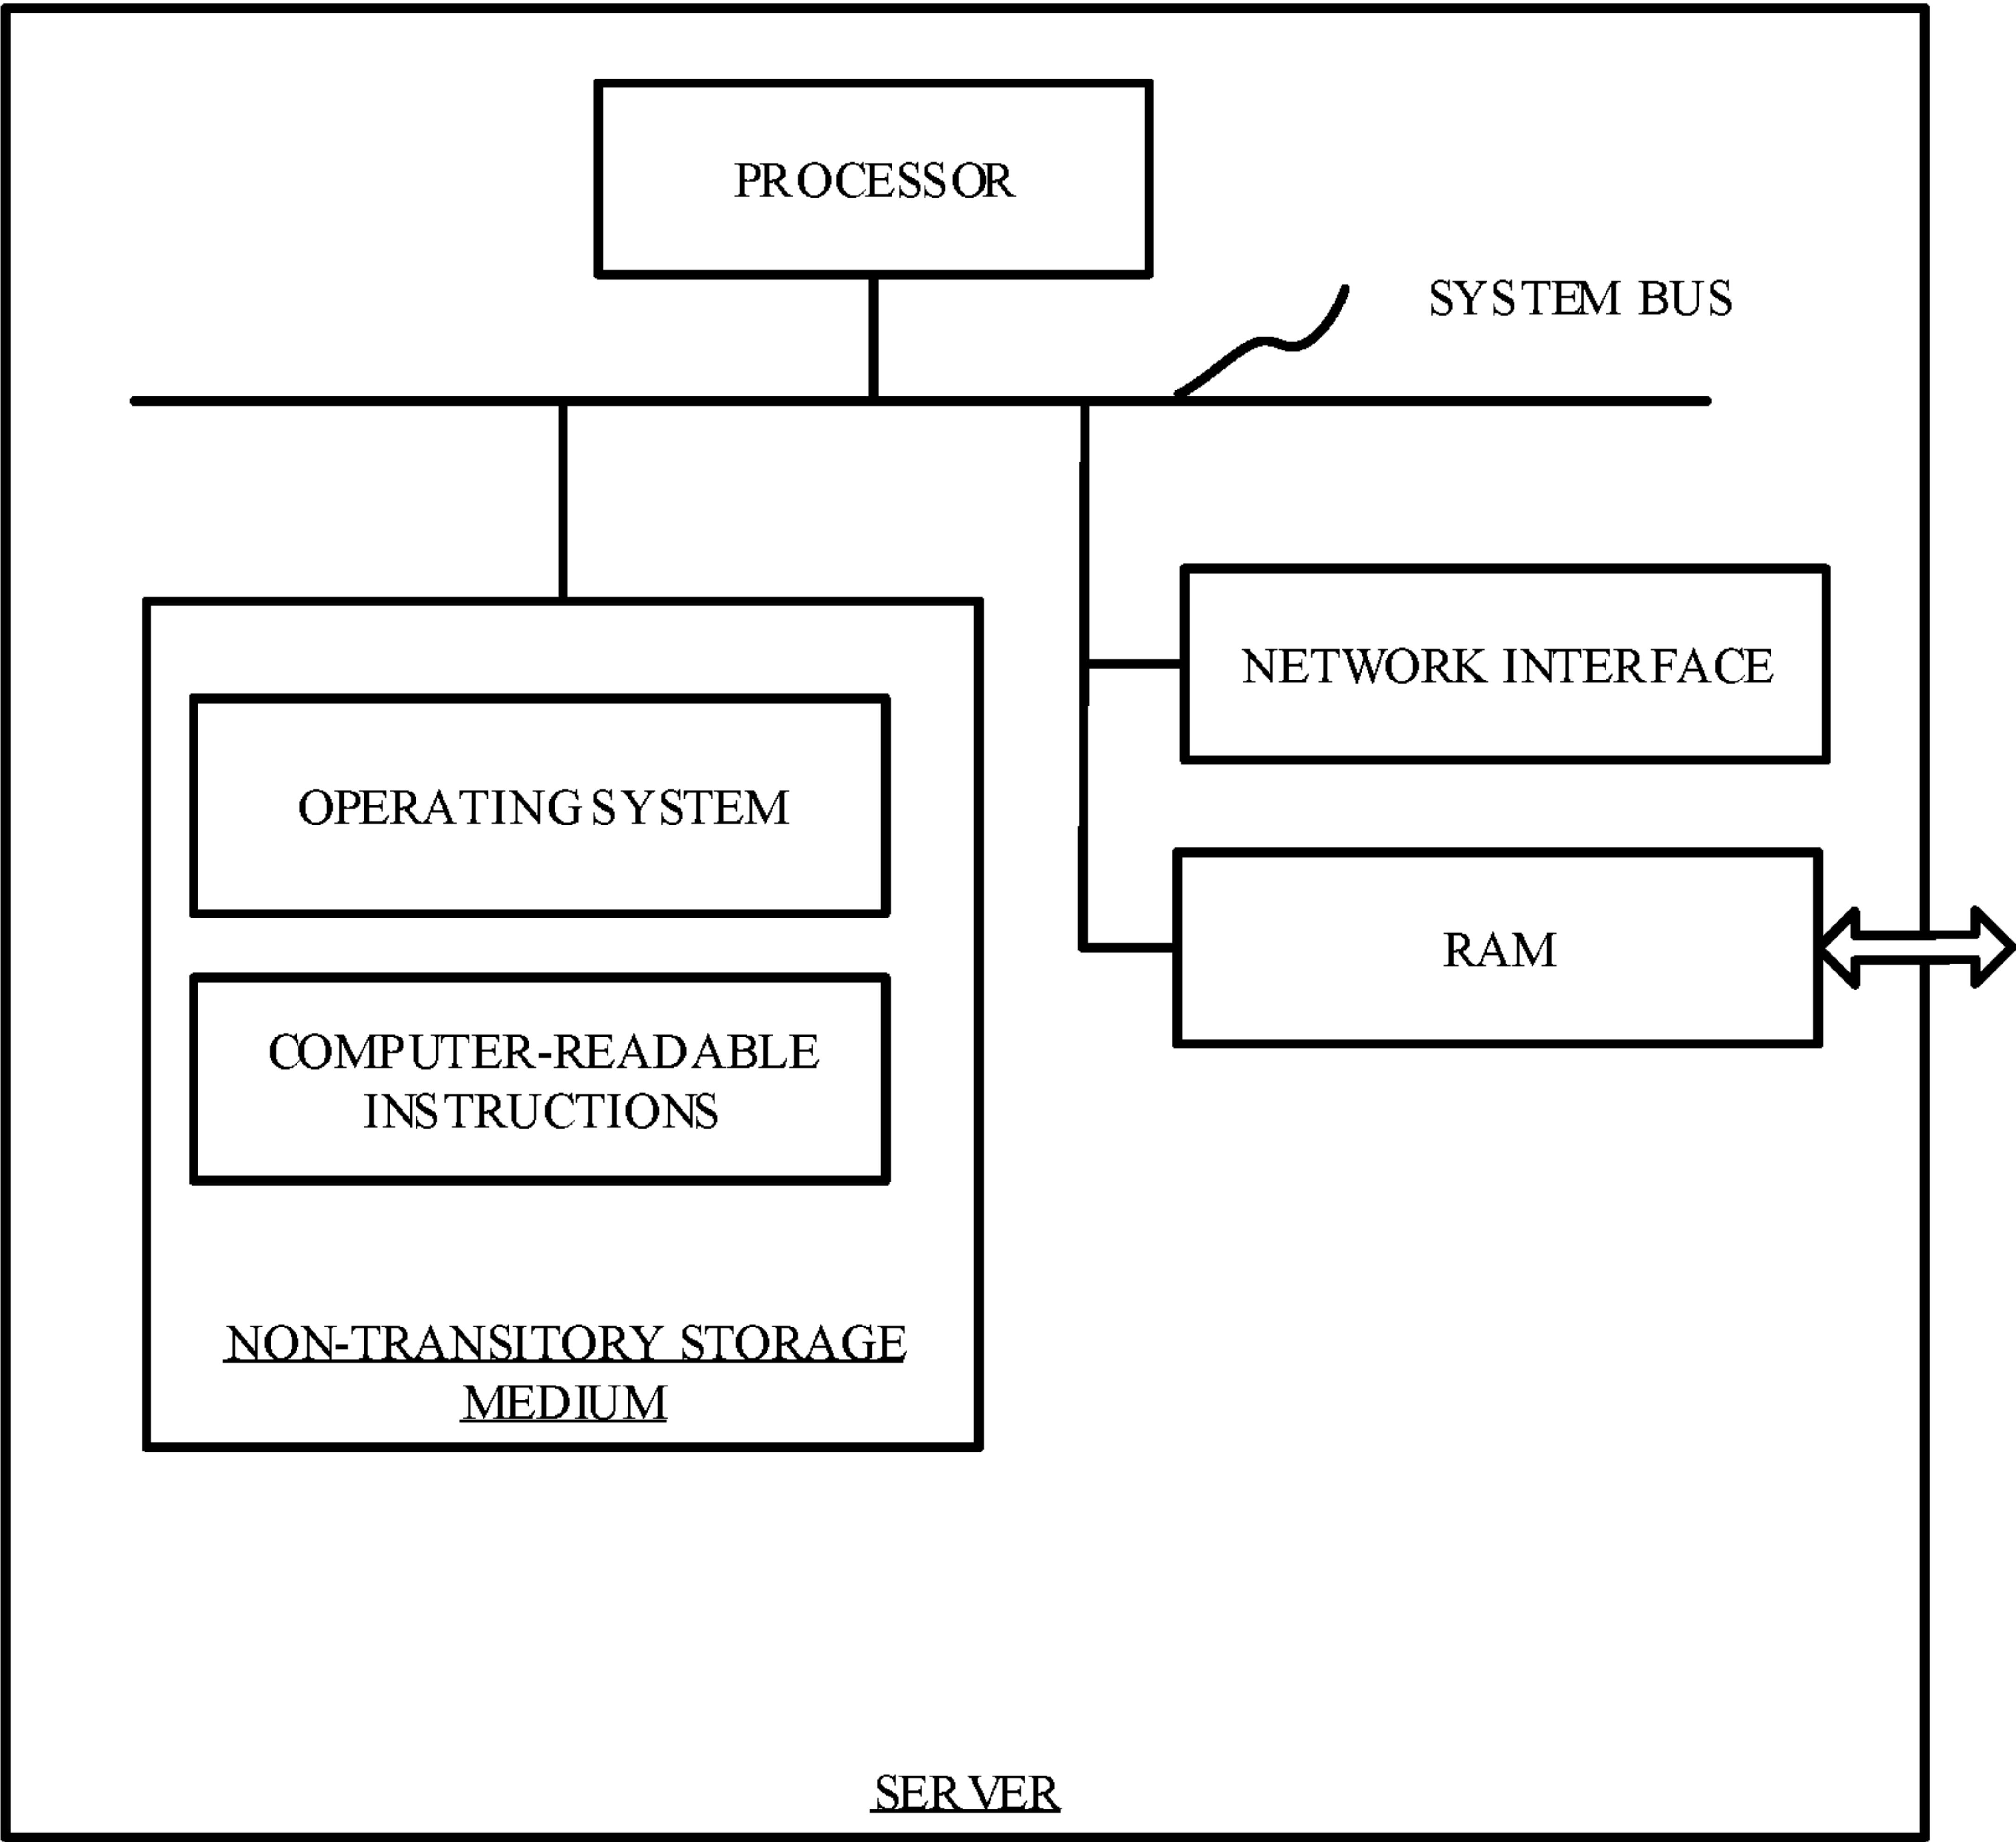 PROCESSOR
SYSTEM BUS
NETWORK INTERFACE
OPERATING SYSTEM
RAM
COMPUTER-READABLE
INSTRUCTIONS
NON-TRANSITORY STORAGE
MEDIUM
SERVER